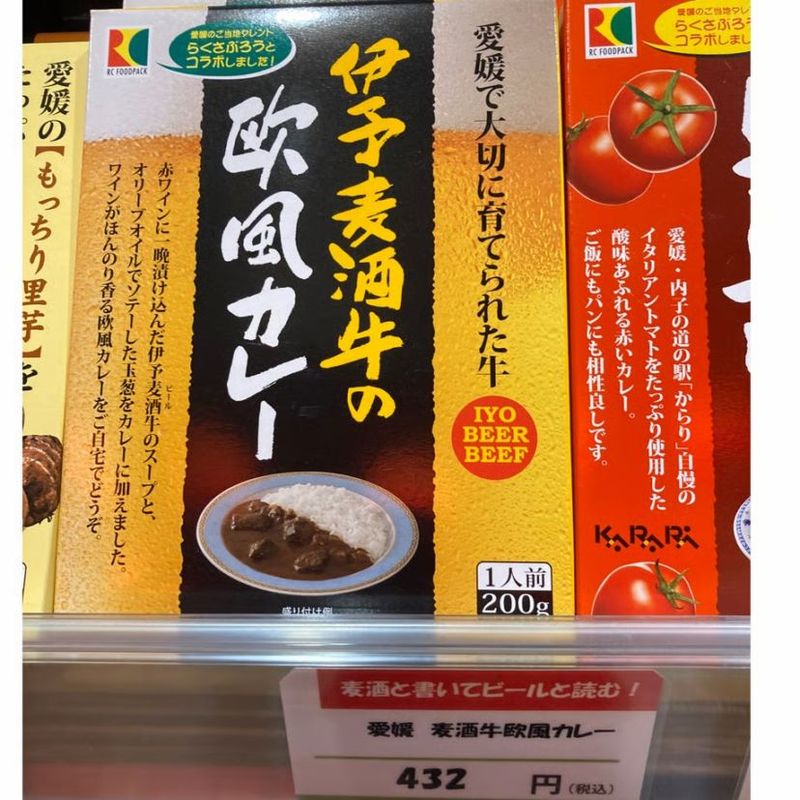 愛媛の
【もっちり里芋】を
RC FOODPACK
愛媛のご当地タレント
らくさぶろうと
コラボしました!
愛媛で大切に育てられた牛
伊予麦酒牛の
欧風カレー
赤ワインに一晩漬け込んだ伊予麦酒牛のスープと、
ビール
オリーブオイルでソテーした玉葱をカレーに加えました。
ワインがほんのり香る欧風カレーをご自宅でどうぞ。
IYO
BEER
BEEF
1人前
200g
盛り付け例
RC FOODPACK
愛媛のご当地タレント
らくさぶろう
とコラボしまし
愛媛・内子の道の駅「からり」自慢の
イタリアントマトをたっぷり使用した
酸味あふれる赤いカレー。
ご飯にもパンにも相性良しです。
KARARI
麦酒と書いてビールと読む!
愛媛 麦酒牛欧風カレー
432 円(税込)